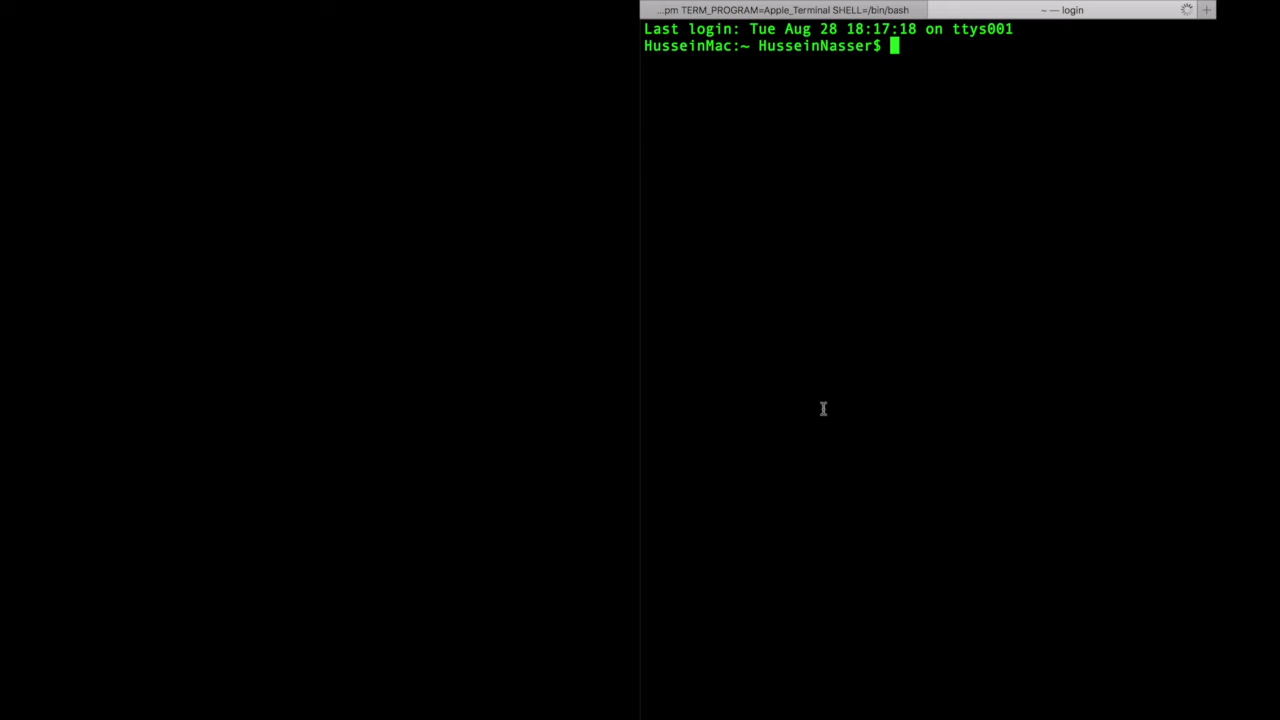 ...pm TERM_PROGRAM=Apple_Terminal SHELL=/bin/bash
~ — login
+
Last login: Tue Aug 28 18:17:18 on ttys001
HusseinMac:~ HusseinNasser$